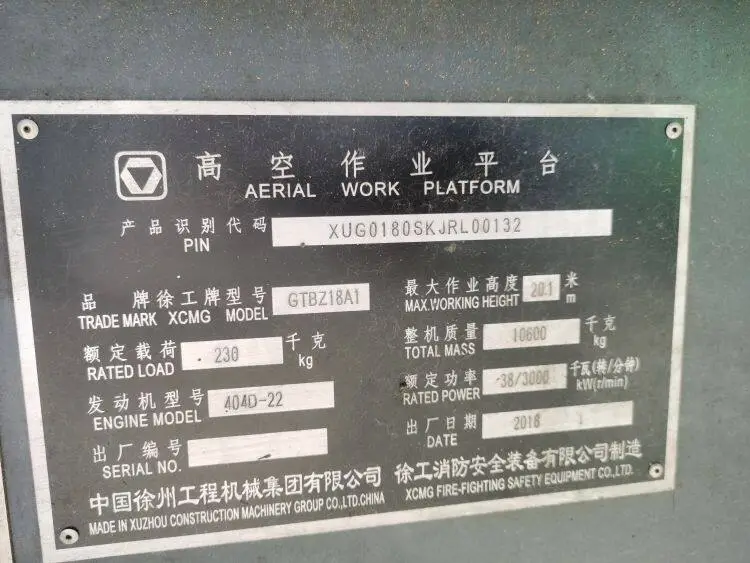 高空作业平台
AERIAL WORK PLATFORM
产品识别代码 XUG0180SKJRL00132
PIN
品 牌 徐工牌 型号 GTBZ18A1
TRADE MARK XCMG MODEL
最大作业高度 20.1 米
MAX.WORKING HEIGHT m
额定载荷 230 千克
RATED LOAD kg
整机质量 10600 千克
TOTAL MASS kg
发动机型号 404D-22
ENGINE MODEL
额定功率 38/3000 千瓦(转/分钟)
RATED POWER kW(r/min)
出厂编号
SERIAL NO.
出厂日期 2018 1
DATE
中国徐州工程机械集团有限公司
MADE IN XUZHOU CONSTRUCTION MACHINERY GROUP CO.,LTD.CHINA
徐工消防安全装备有限公司制造
XCMG FIRE-FIGHTING SAFETY EQUIPMENT CO.,LTD.